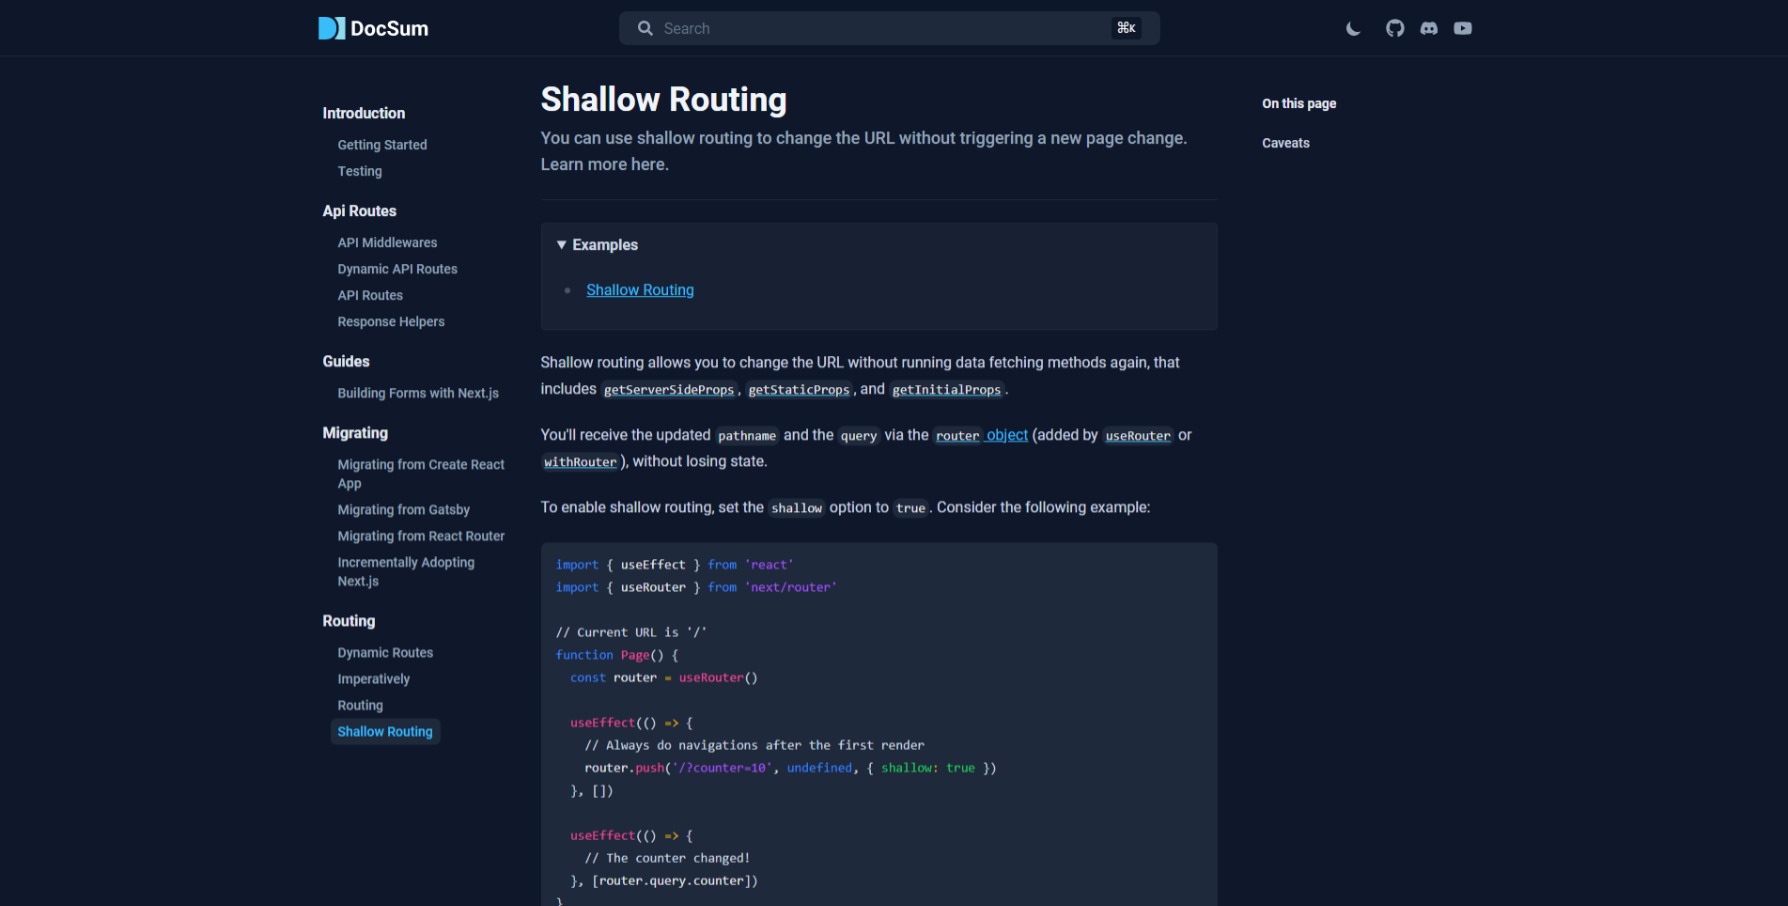 DocSum
Search
⌘K
Introduction
Getting Started
Testing
Api Routes
API Middlewares
Dynamic API Routes
API Routes
Response Helpers
Guides
Building Forms with Next.js
Migrating
Migrating from Create React
App
Migrating from Gatsby
Migrating from React Router
Incrementally Adopting
Next.js
Routing
Dynamic Routes
Imperatively
Routing
Shallow Routing
Shallow Routing
You can use shallow routing to change the URL without triggering a new page change.
Learn more here.
▼ Examples
• Shallow Routing
Shallow routing allows you to change the URL without running data fetching methods again, that
includes getServerSideProps, getStaticProps, and getInitialProps.
You'll receive the updated pathname and the query via the router object (added by useRouter or
withRouter), without losing state.
To enable shallow routing, set the shallow option to true. Consider the following example:
import { useEffect } from 'react'
import { useRouter } from 'next/router'
// Current URL is '/'
function Page() {
const router = useRouter()
useEffect(() => {
// Always do navigations after the first render
router.push('/?counter=10', undefined, { shallow: true })
}, [])
useEffect(() => {
// The counter changed!
}, [router.query.counter])
}
On this page
Caveats